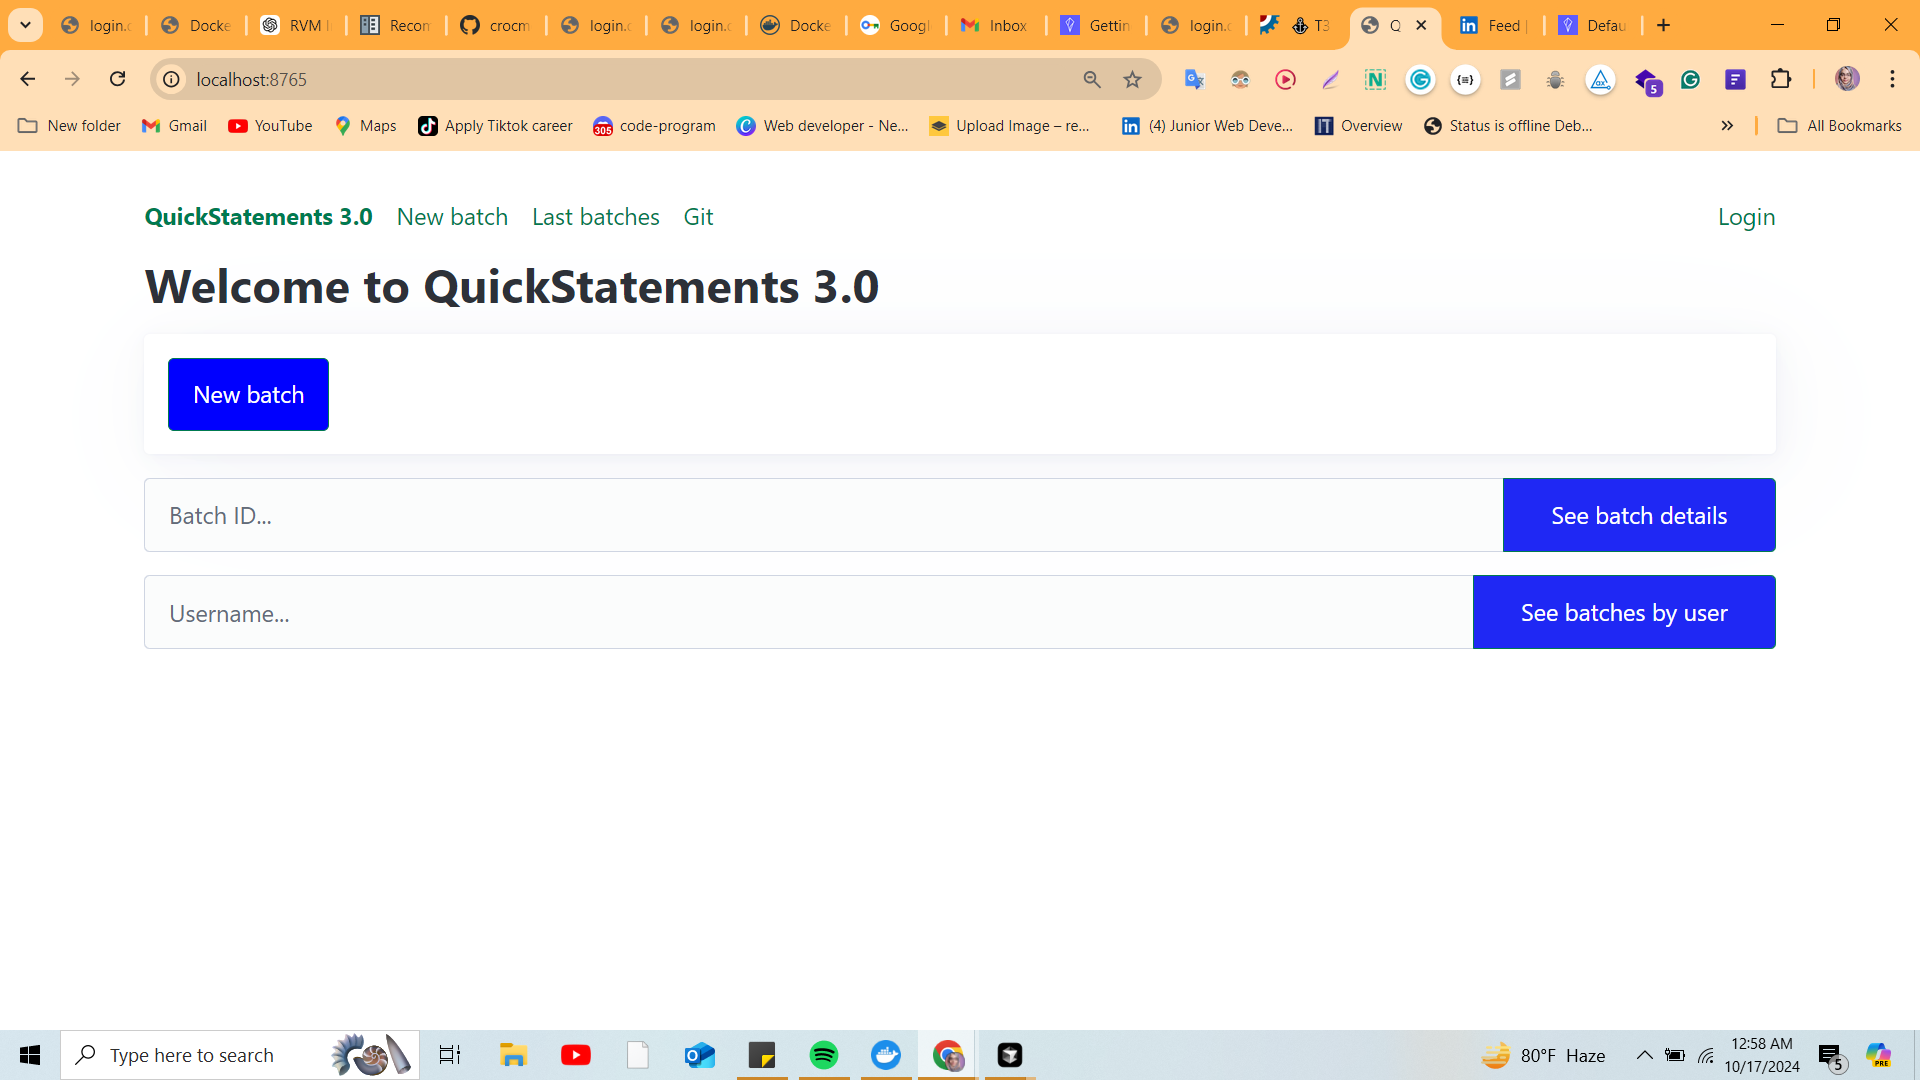 login.c
Docke
RVM I
Recon
crocm
login.c
login.c
Docke
Googl
Inbox
Gettin
login.c
T3
Q
Feed |
Defau
localhost:8765
5
New folder
Gmail
YouTube
Maps
Apply Tiktok career
code-program
Web developer - Ne...
Upload Image – re...
(4) Junior Web Deve...
Overview
Status is offline Deb...
All Bookmarks
QuickStatements 3.0 New batch Last batches Git Login
Welcome to QuickStatements 3.0
New batch
Batch ID... See batch details
Username... See batches by user
Type here to search
80°F Haze
12:58 AM
10/17/2024
5
PRE